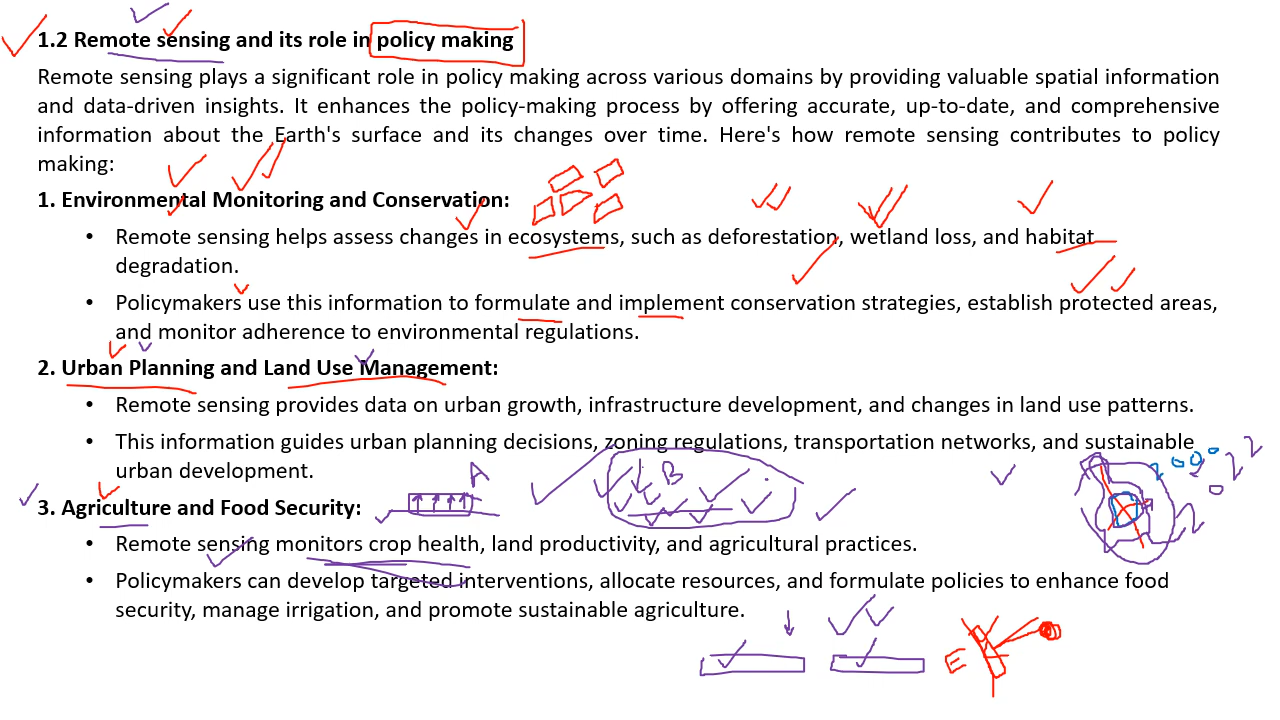 1.2 Remote sensing and its role in policy making
Remote sensing plays a significant role in policy making across various domains by providing valuable spatial information
and data-driven insights. It enhances the policy-making process by offering accurate, up-to-date, and comprehensive
information about the Earth's surface and its changes over time. Here's how remote sensing contributes to policy
making:
1. Environmental Monitoring and Conservation:
• Remote sensing helps assess changes in ecosystems, such as deforestation, wetland loss, and habitat
degradation.
• Policymakers use this information to formulate and implement conservation strategies, establish protected areas,
and monitor adherence to environmental regulations.
2. Urban Planning and Land Use Management:
• Remote sensing provides data on urban growth, infrastructure development, and changes in land use patterns.
• This information guides urban planning decisions, zoning regulations, transportation networks, and sustainable
urban development.
A
B
3. Agriculture and Food Security:
• Remote sensing monitors crop health, land productivity, and agricultural practices.
• Policymakers can develop targeted interventions, allocate resources, and formulate policies to enhance food
security, manage irrigation, and promote sustainable agriculture.
E